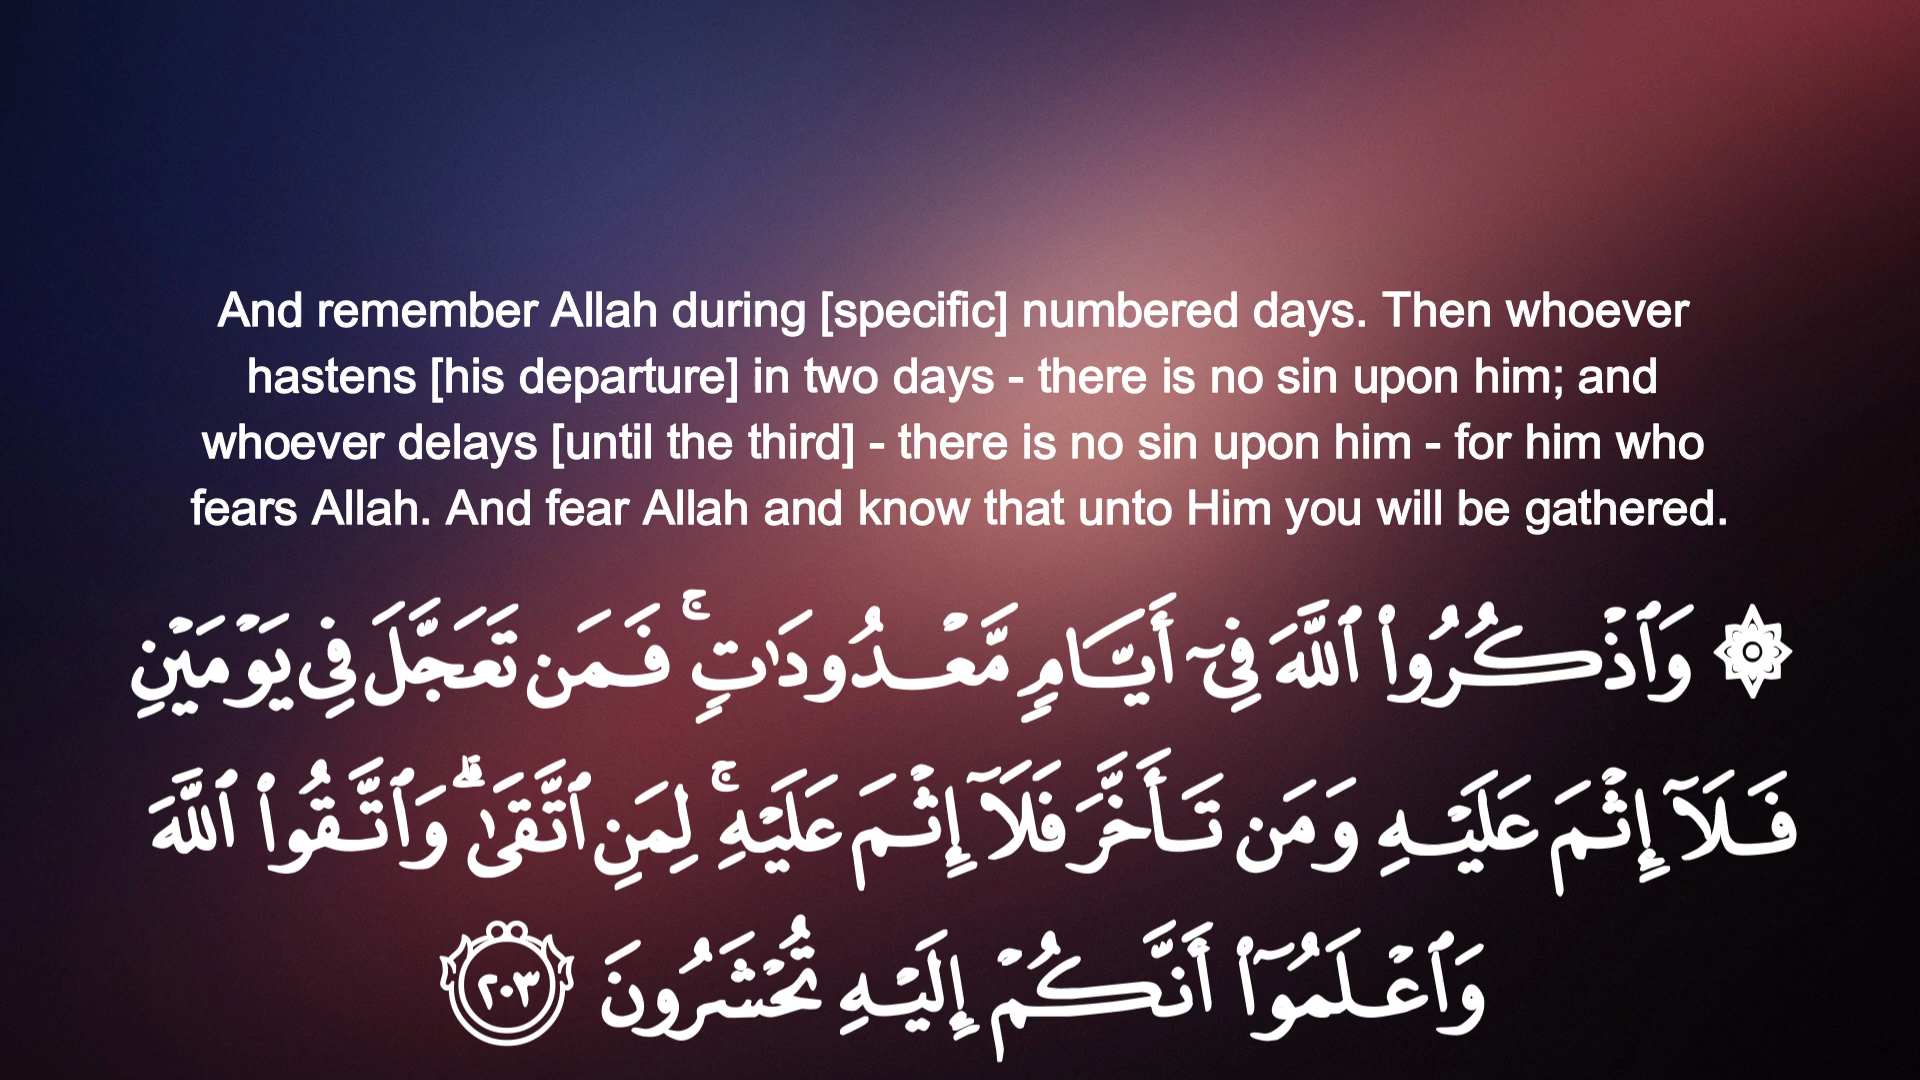 And remember Allah during [specific] numbered days. Then whoever
hastens [his departure] in two days - there is no sin upon him; and
whoever delays [until the third] - there is no sin upon him - for him who
fears Allah. And fear Allah and know that unto Him you will be gathered.
۞ وَٱذْكُرُوا۟ ٱللَّهَ فِىٓ أَيَّامٍ مَّعْدُودَٰتٍ ۚ فَمَن تَعَجَّلَ فِى يَوْمَيْنِ
فَلَآ إِثْمَ عَلَيْهِ وَمَن تَأَخَّرَ فَلَآ إِثْمَ عَلَيْهِ ۚ لِمَنِ ٱتَّقَىٰ ۗ وَٱتَّقُوا۟ ٱللَّهَ
وَٱعْلَمُوٓا۟ أَنَّكُمْ إِلَيْهِ تُحْشَرُونَ ٢٠٣